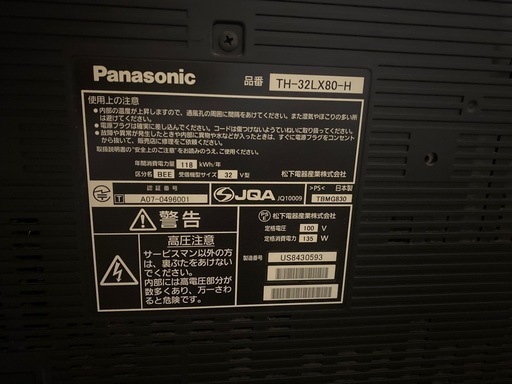 Panasonic
品番 TH-32LX80-H
使用上の注意
●内部の温度が上昇しますので、通風孔の周囲に間隔をあけてください。また湿気やほこりの多い所は避けてください。
●電源プラグは確実に差し込んでください。コードは傷つけないようていねいに取り扱ってください。
●故障や異常が発生したときや内部に異物や水などが入ったときは、すぐに電源プラグをコンセントから抜いて、販売店に修理をご依頼ください。
取扱説明書の"安全上のご注意"をお読みのうえ、ご使用ください。
年間消費電力量 118 kWh/年
区分名 BEE 受信機型サイズ 32 V型
松下電器産業株式会社
認証番号
T A07-0496001
JQA JQ10009
>PS< 日本製
TBMG830
警告
高圧注意
サービスマン以外の方は、裏ぶたをあけないでください。
内部には高電圧部分が数多くあり、万一さわると危険です。
松下電器産業株式会社
定格電圧 100 V
定格消費電力 135 W
製造番号 US8430593